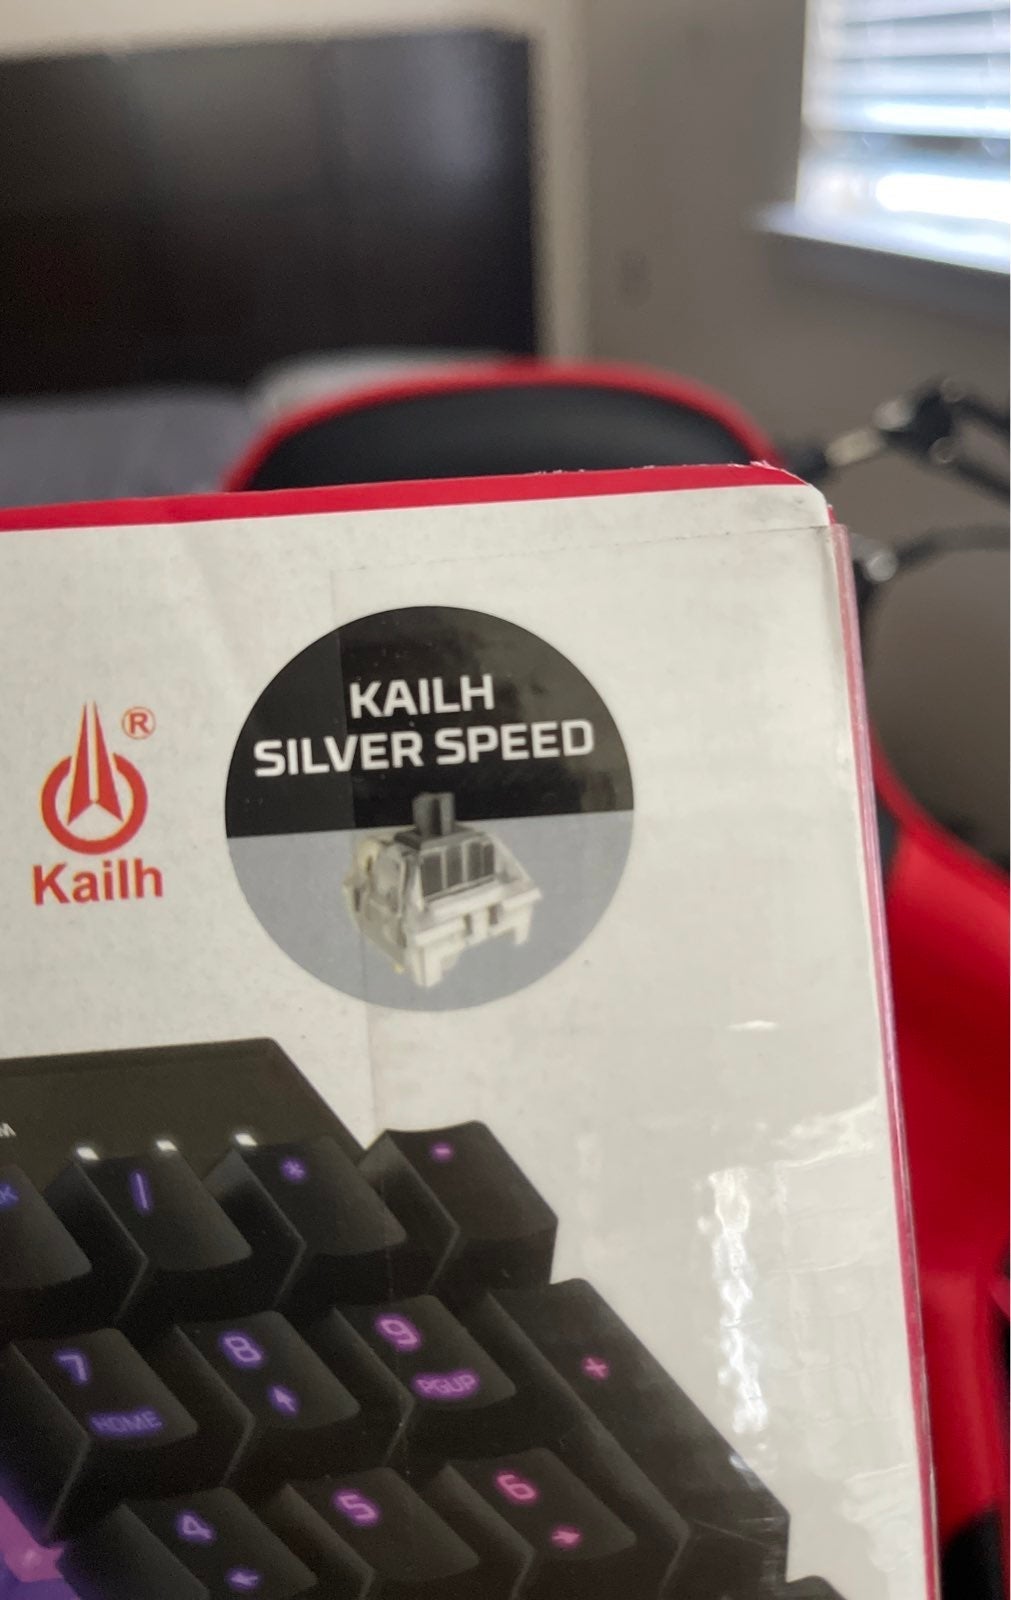 KAILH
SILVER SPEED
®
Kailh
/ * -
7 8 9 +
HOME PGUP
4 5 6